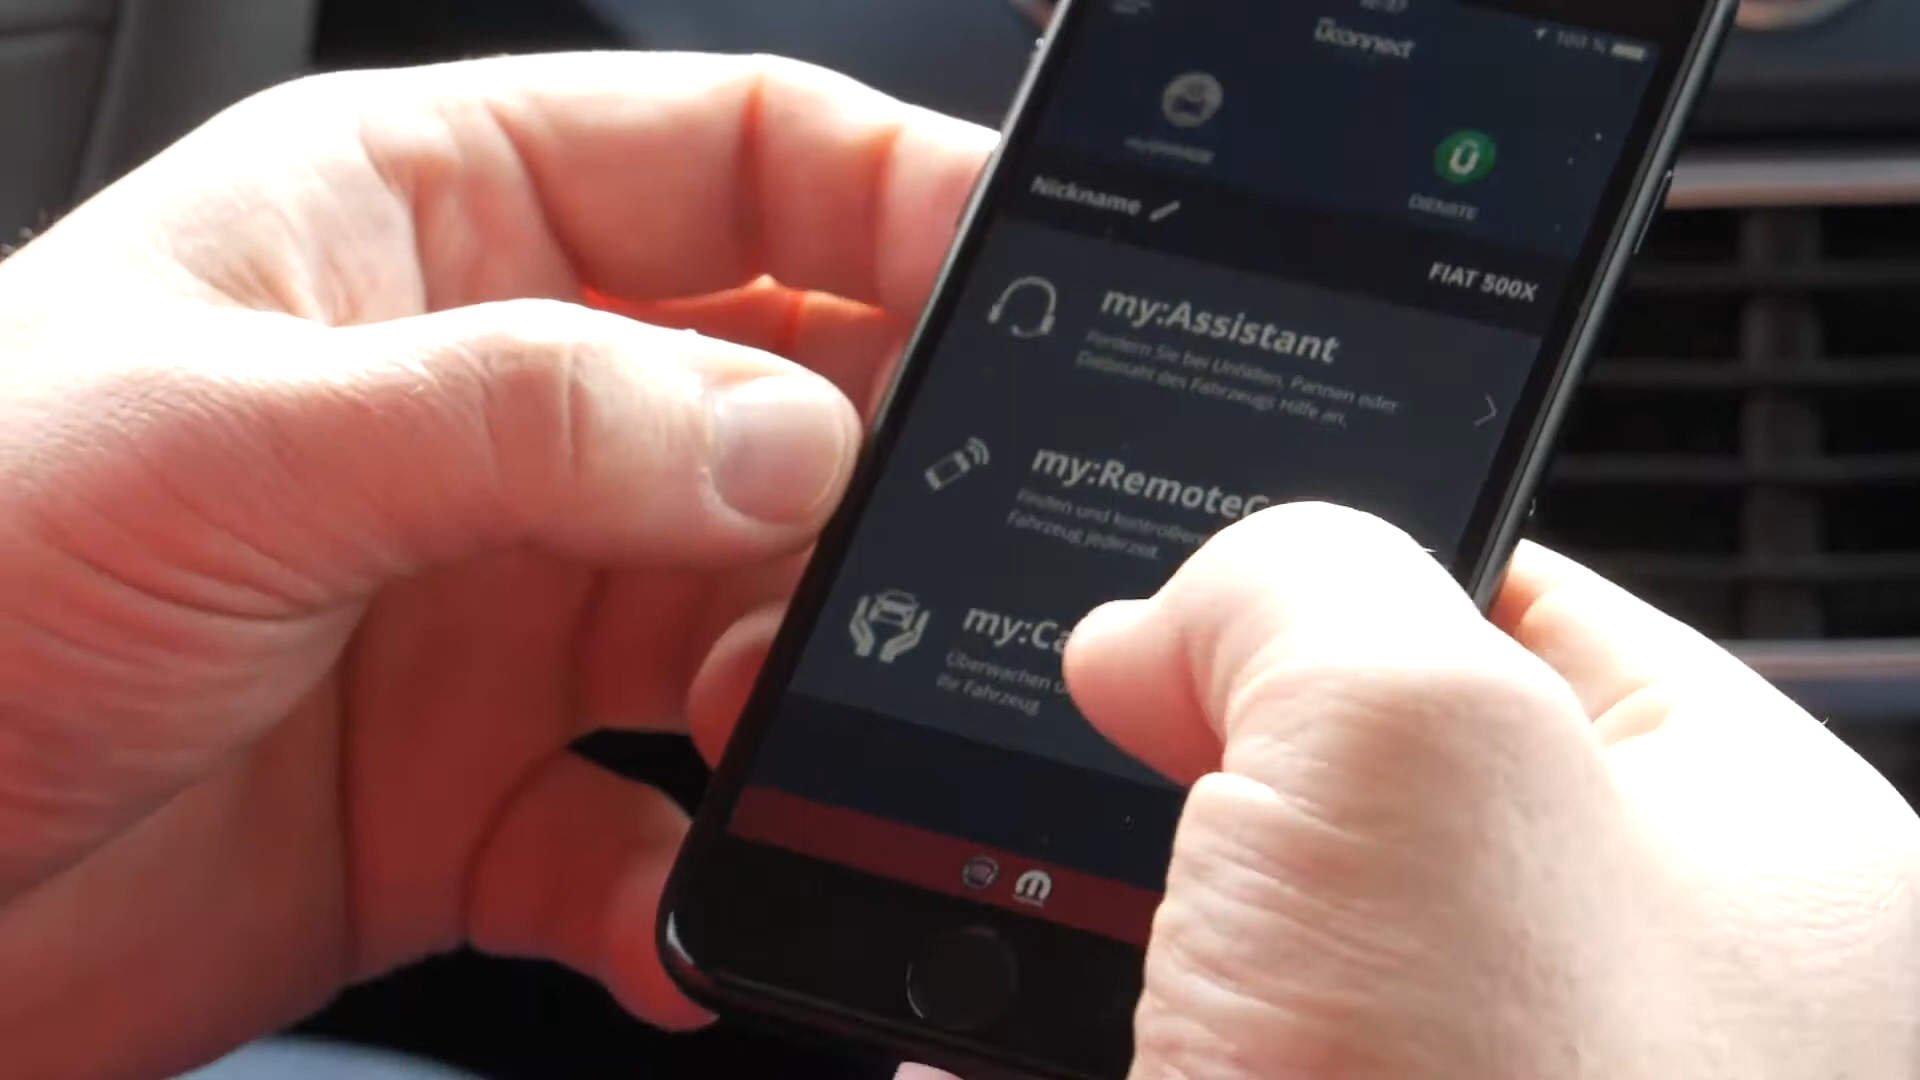 Uconnect
100 %
DIENSTE
Nickname
FIAT 500X
my:Assistant
Fordern Sie bei Unfällen, Pannen oder
Diebstahl des Fahrzeugs Hilfe an.
my:Remote
Finden und kontrollieren
Fahrzeug jederzeit.
my:Ca
Überwachen
Ihr Fahrzeug